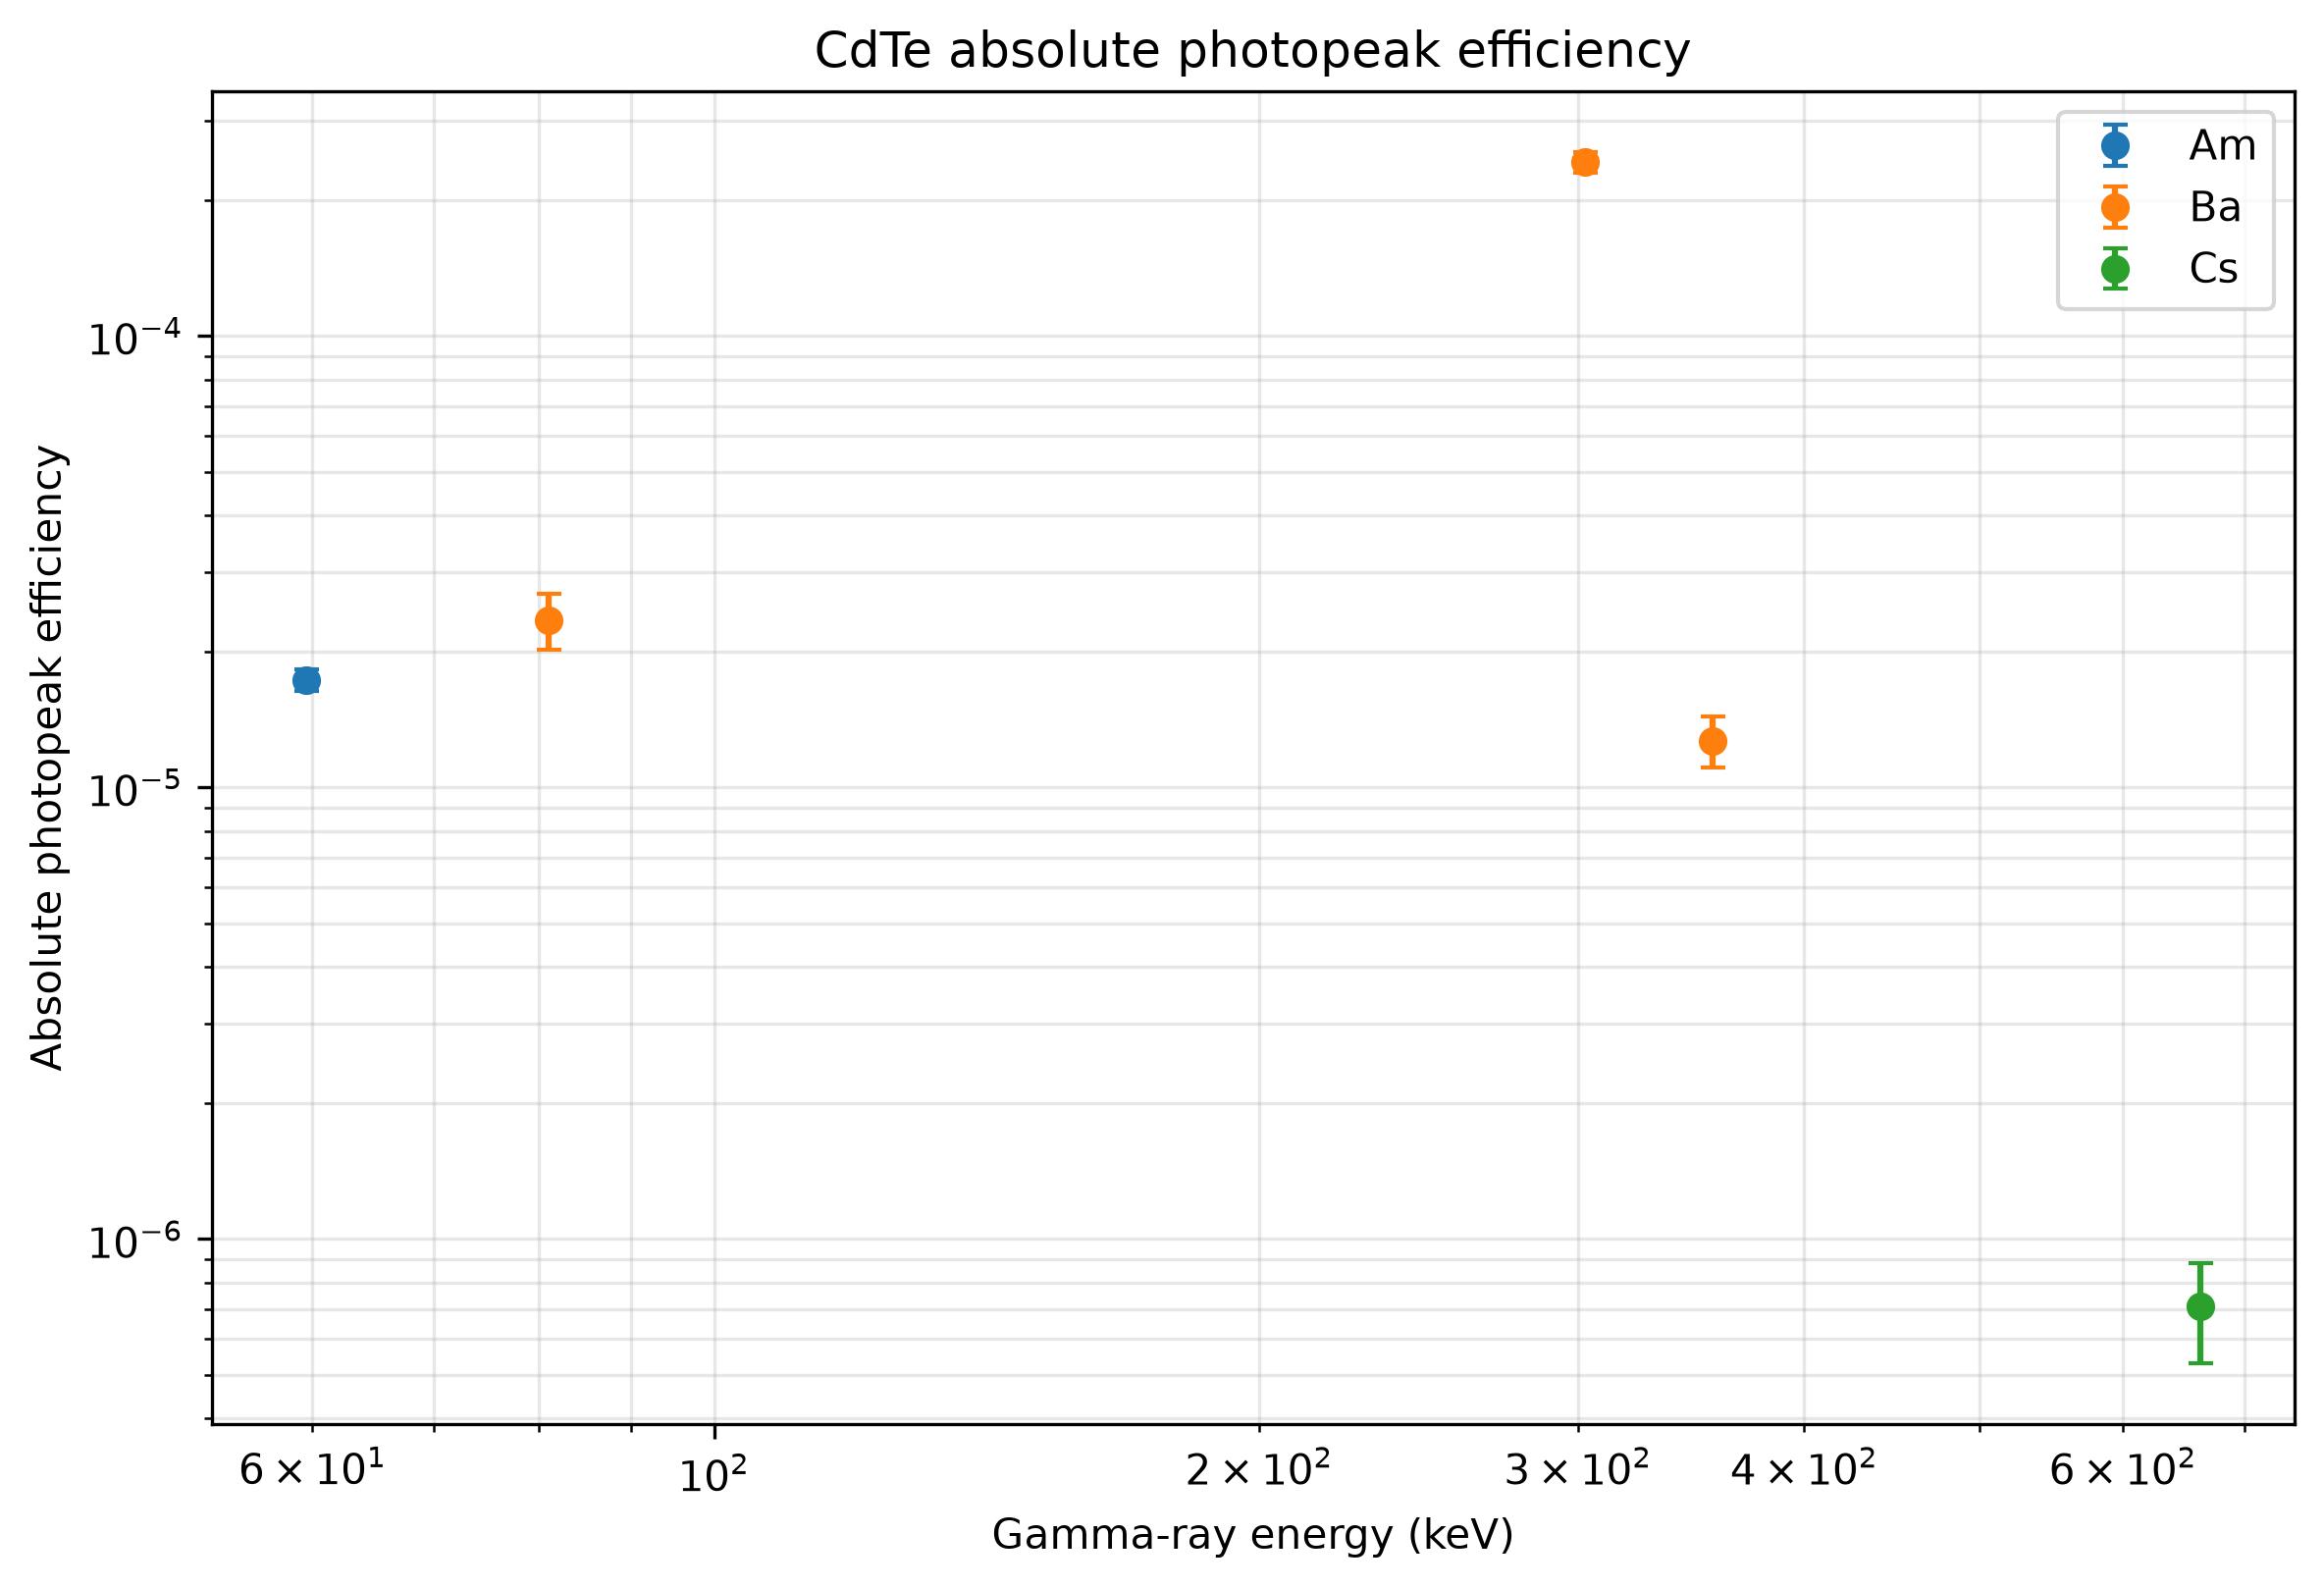 CdTe absolute photopeak efficiency
Am
Ba
Cs
Absolute photopeak efficiency
10⁻⁴
10⁻⁵
10⁻⁶
6 × 10¹
10²
2 × 10²
3 × 10²
4 × 10²
6 × 10²
Gamma-ray energy (keV)